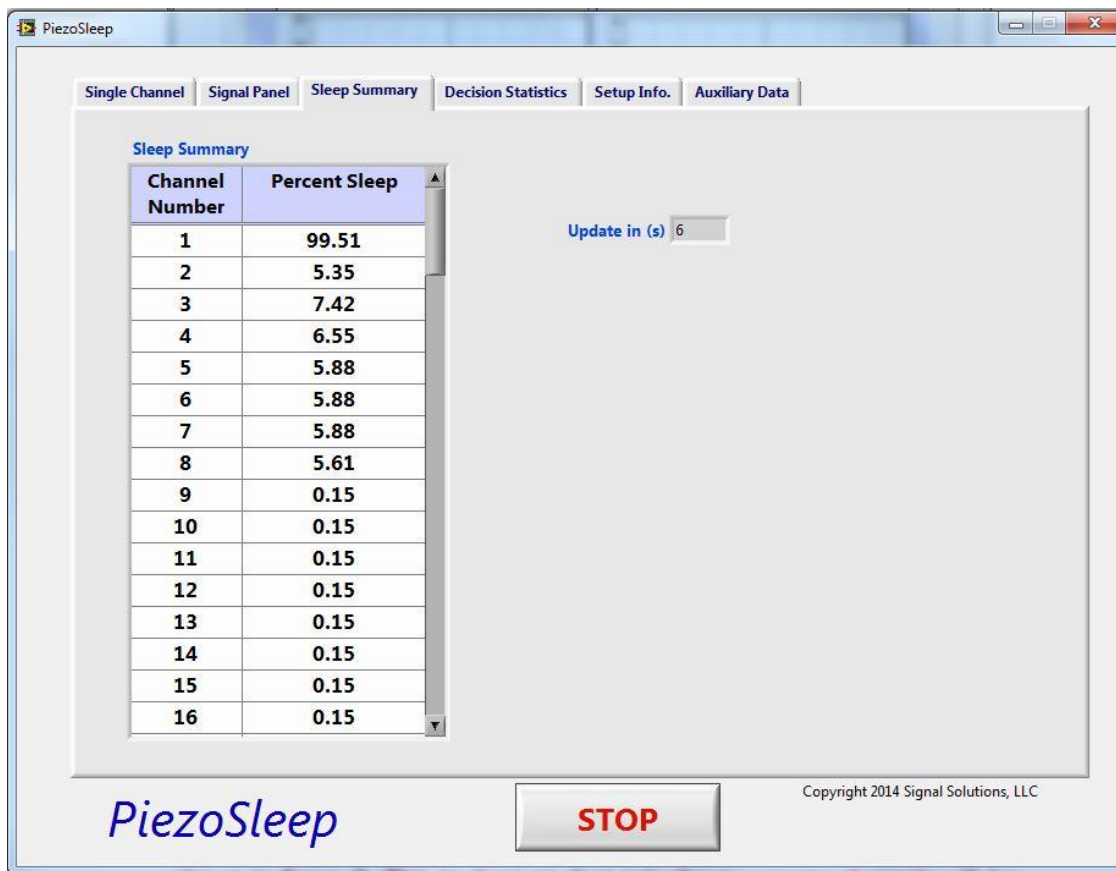 PiezoSleep
Single Channel Signal Panel Sleep Summary Decision Statistics Setup Info. Auxiliary Data
Sleep Summary
Channel Number Percent Sleep
1 99.51
2 5.35
3 7.42
4 6.55
5 5.88
6 5.88
7 5.88
8 5.61
9 0.15
10 0.15
11 0.15
12 0.15
13 0.15
14 0.15
15 0.15
16 0.15
Update in (s) 6
PiezoSleep
STOP
Copyright 2014 Signal Solutions, LLC